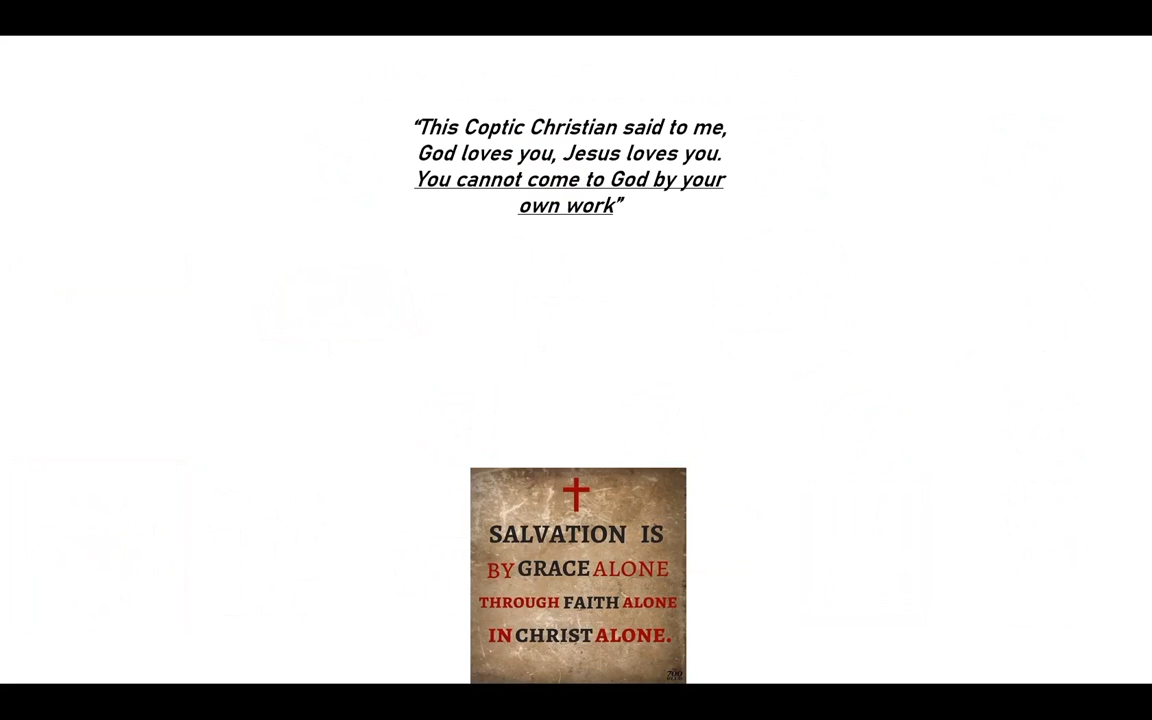 “This Coptic Christian said to me,
God loves you, Jesus loves you.
You cannot come to God by your
own work”
SALVATION IS
BY GRACE ALONE
THROUGH FAITH ALONE
IN CHRIST ALONE.
700